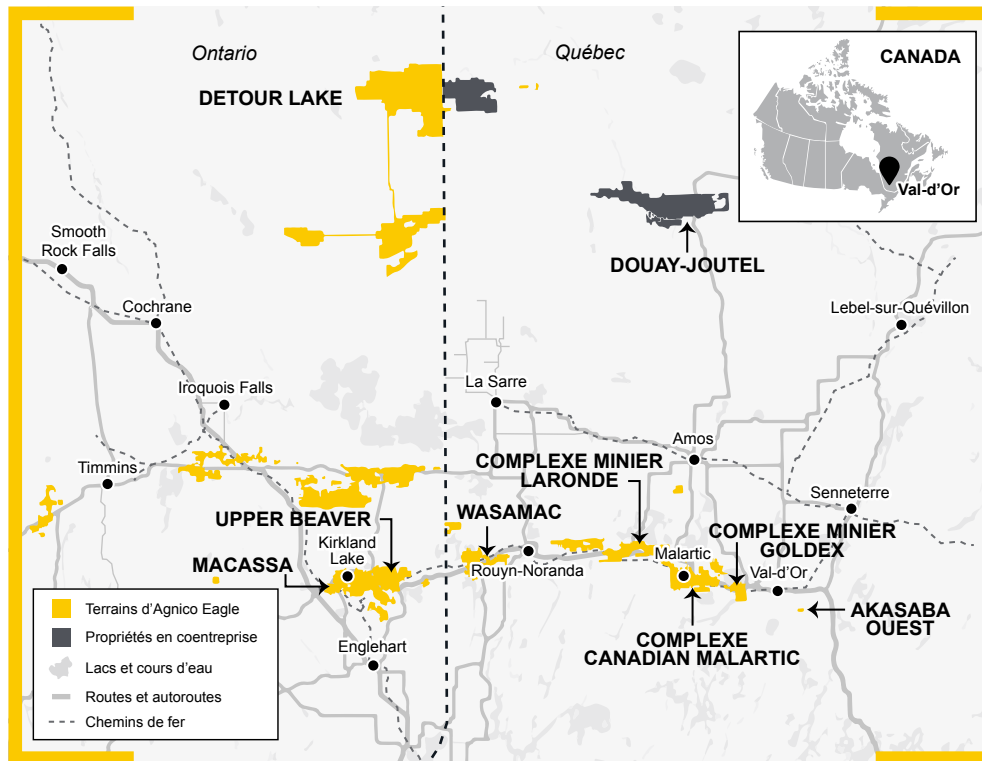 Ontario
Québec
CANADA
Val-d’Or
DETOUR LAKE
DOUAY-JOUTEL
Smooth
Rock Falls
Cochrane
Lebel-sur-Quévillon
Iroquois Falls
La Sarre
Amos
Timmins
COMPLEXE MINIER
LARONDE
Senneterre
UPPER BEAVER
WASAMAC
COMPLEXE MINIER
GOLDEX
MACASSA
Kirkland
Lake
Rouyn-Noranda
Malartic
Val-d’Or
AKASABA
OUEST
COMPLEXE
CANADIAN MALARTIC
Englehart
Terrains d’Agnico Eagle
Propriétés en coentreprise
Lacs et cours d’eau
Routes et autoroutes
Chemins de fer